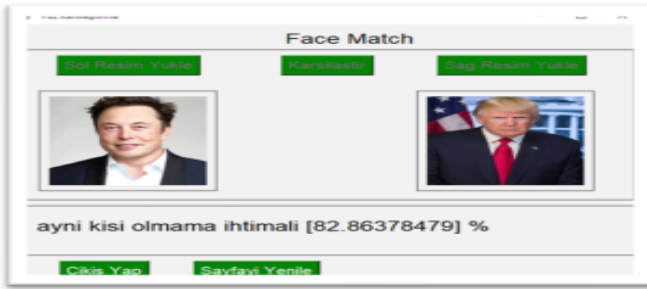 Face Match
Sol Resim Yukle Karsilastir Sag Resim Yukle
ayni kisi olmama ihtimali [82.86378479] %
Cikis Yap Sayfayi Yenile